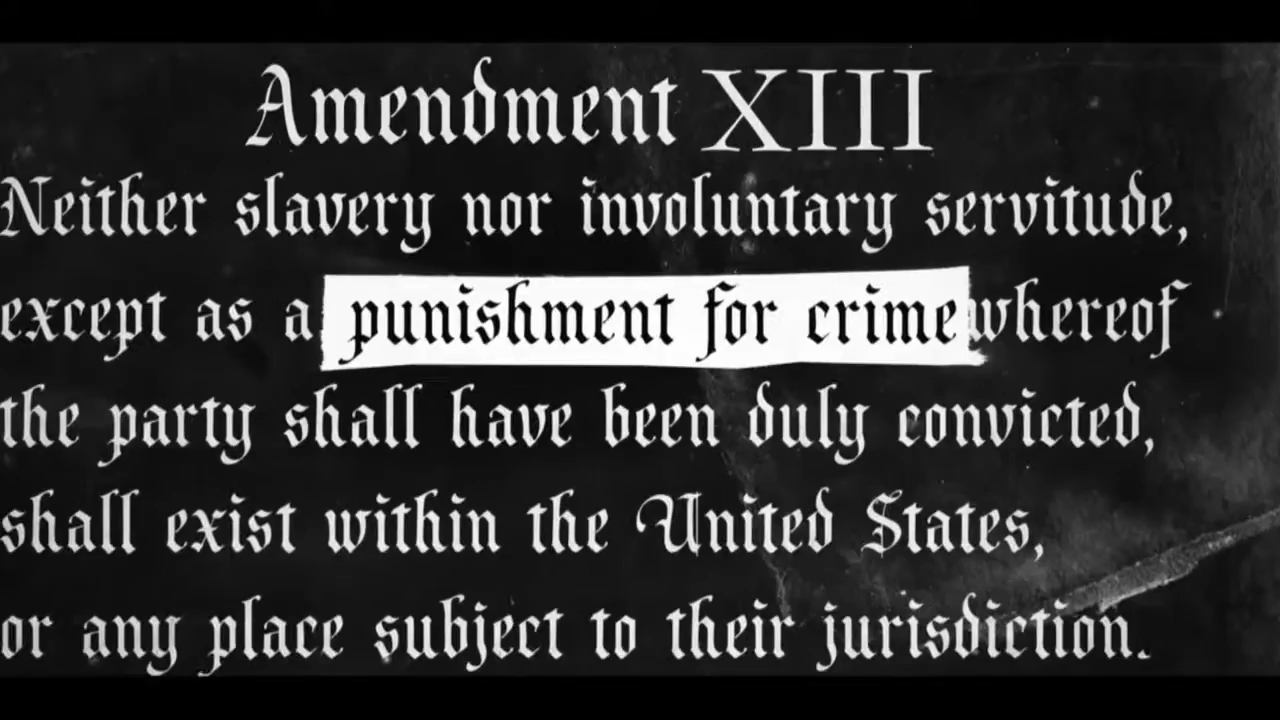 Amendment XIII
Neither slavery nor involuntary servitude,
except as a punishment for crime whereof
the party shall have been duly convicted,
shall exist within the United States,
or any place subject to their jurisdiction.